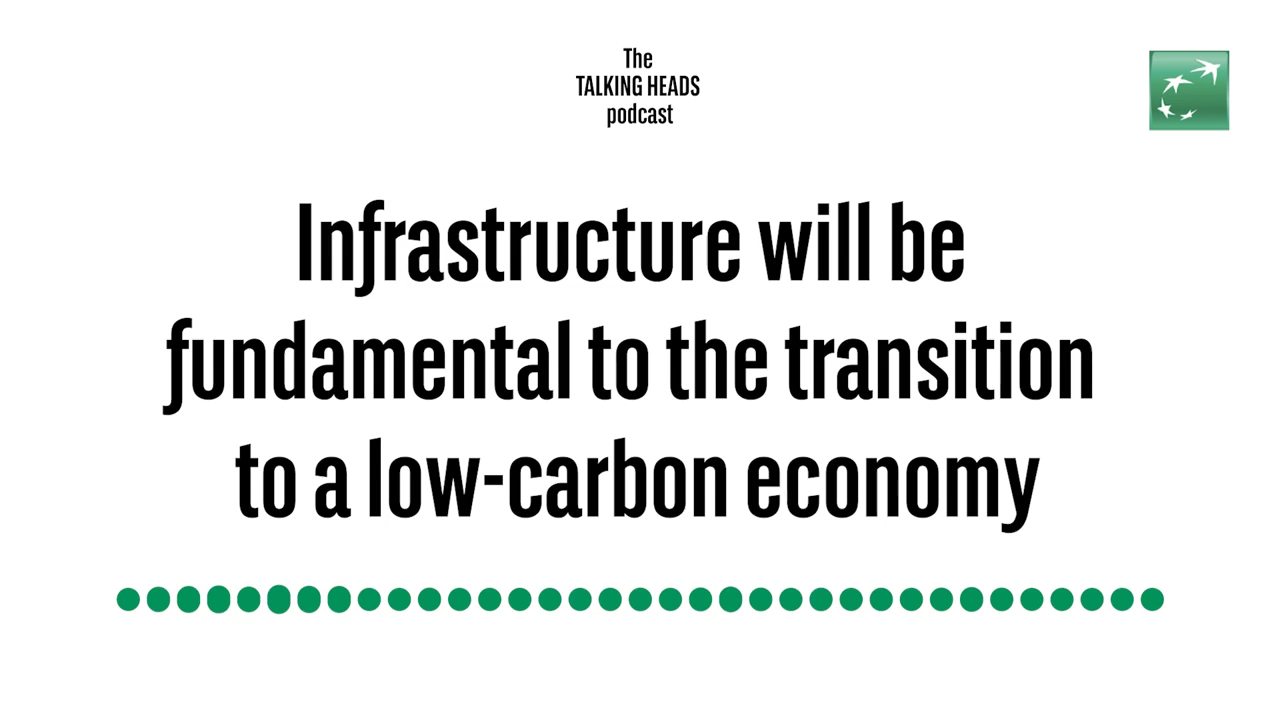 The
TALKING HEADS
podcast
Infrastructure will be
fundamental to the transition
to a low-carbon economy